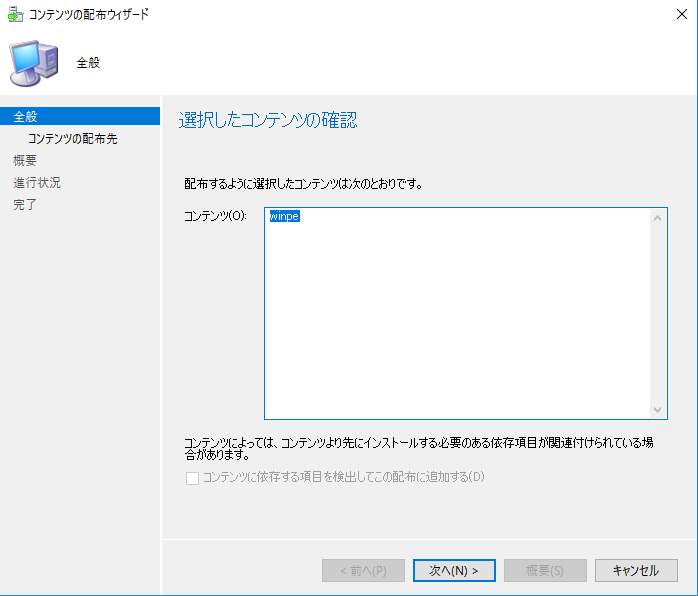 コンテンツの配布ウィザード
全般
全般
コンテンツの配布先
概要
進行状況
完了
選択したコンテンツの確認
配布するように選択したコンテンツは次のとおりです。
コンテンツ(O):
winpe
コンテンツによっては、コンテンツより先にインストールする必要のある依存項目が関連付けられている場
合があります。
コンテンツに依存する項目を検出してこの配布に追加する(D)
< 前へ(P)
次へ(N) >
概要(S)
キャンセル